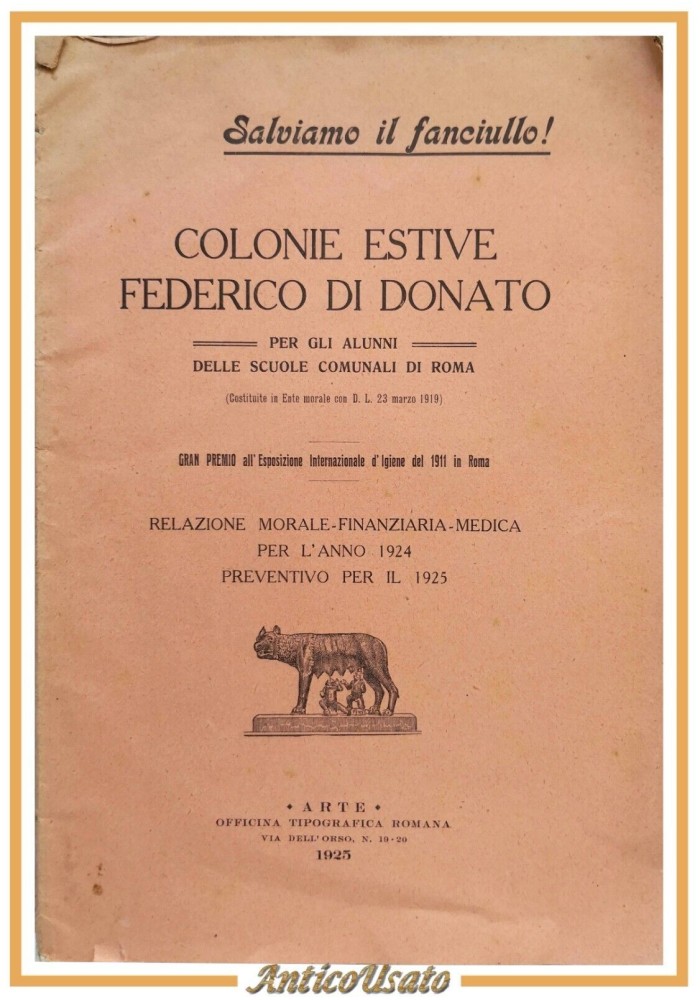 Salviamo il fanciullo!
COLONIE ESTIVE
FEDERICO DI DONATO
PER GLI ALUNNI
DELLE SCUOLE COMUNALI DI ROMA
(Costituite in Ente morale con D. L. 23 marzo 1919)
GRAN PREMIO all'Esposizione Internazionale d'Igiene del 1911 in Roma
RELAZIONE MORALE-FINANZIARIA-MEDICA
PER L'ANNO 1924
PREVENTIVO PER IL 1925
ARTE
OFFICINA TIPOGRAFICA ROMANA
VIA DELL'ORSO, N. 19-20
1925
AnticoUsato